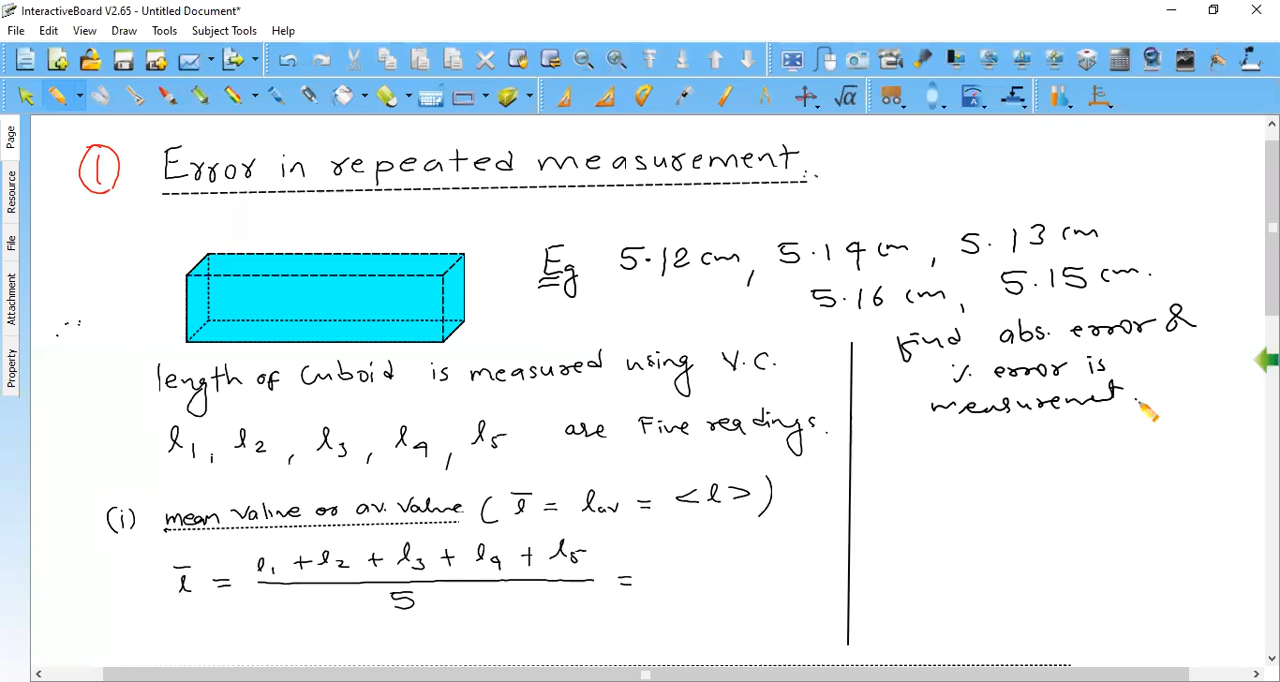 InteractiveBoard V2.65 - Untitled Document*
File Edit View Draw Tools Subject Tools Help
Page
Resource
File
Attachment
Property
① Error in repeated measurement.
Eg 5.12 cm, 5.14 cm, 5.13 cm
5.16 cm, 5.15 cm.
find abs. error &
% error is
measuremet
length of cuboid is measured using V.C.
l1, l2, l3, l4, l5 are Five readings.
(i) mean value or av. value ( l̅ = lav = <l> )
l̅ = l1 + l2 + l3 + l4 + l5 =
5